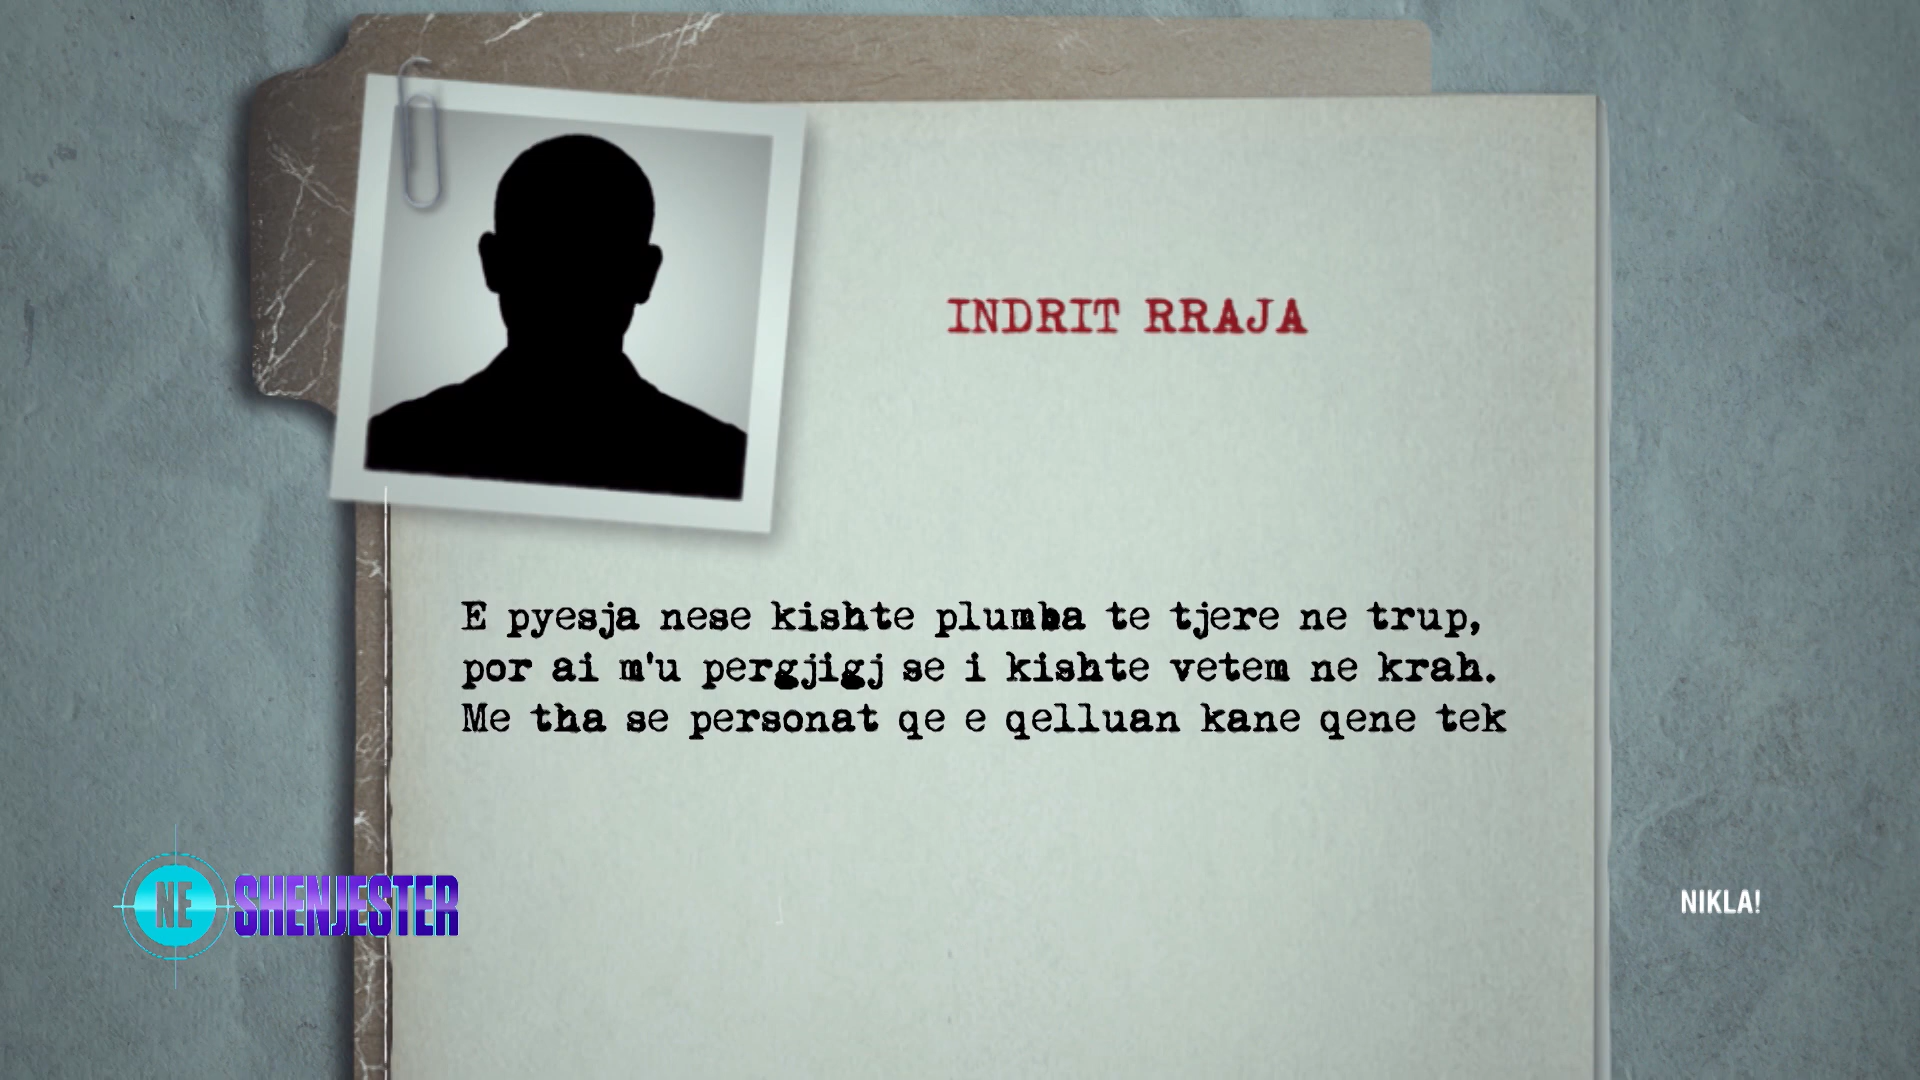 INDRIT RRAJA
E pyesja nese kishte plumba te tjere ne trup,
por ai m'u pergjigj se i kishte vetem ne krah.
Me tha se personat qe e qelluan kane qene tek
NE SHENJESTER
NIKLA!